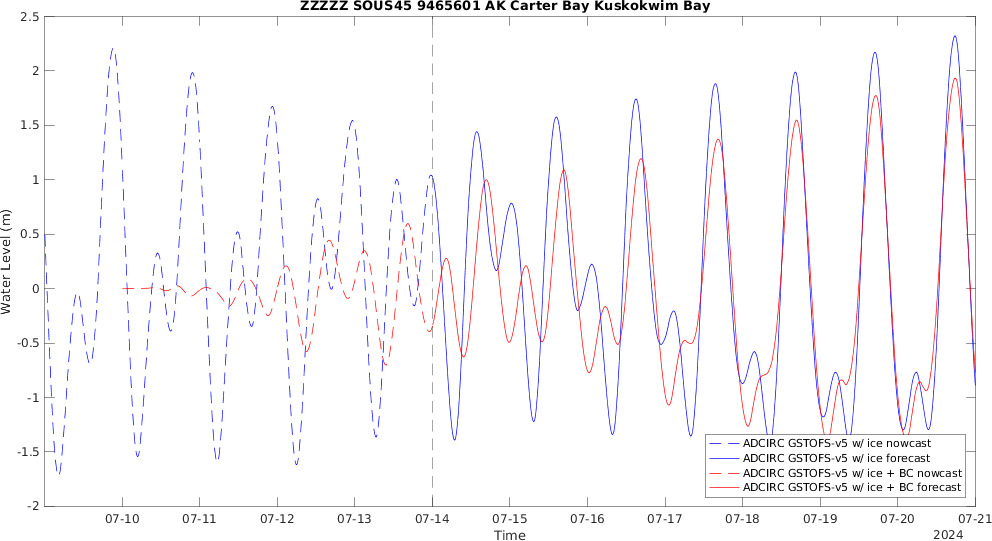 ZZZZZ SOUS45 9465601 AK Carter Bay Kuskokwim Bay
2.5
2
1.5
1
0.5
0
-0.5
-1
-1.5
-2
Water Level (m)
07-10 07-11 07-12 07-13 07-14 07-15 07-16 07-17 07-18 07-19 07-20 07-21
Time
2024
ADCIRC GSTOFS-v5 w/ ice nowcast
ADCIRC GSTOFS-v5 w/ ice forecast
ADCIRC GSTOFS-v5 w/ ice + BC nowcast
ADCIRC GSTOFS-v5 w/ ice + BC forecast